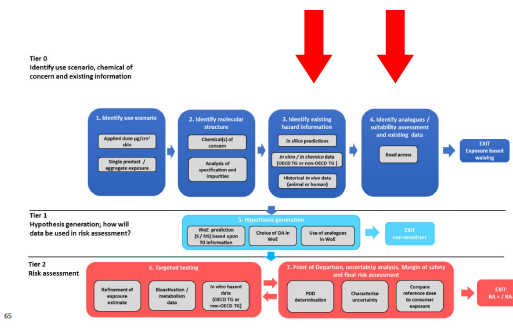 Tier 0
Identify use scenario, chemical of
concern and existing information
1. Identify use scenario
Applied dose µg/cm²
skin
Single product /
aggregate exposure
2. Identify molecular
structure
Chemical(s) of
concern
Analysis of
specification and
impurities
3. Identify existing
hazard information
In silico predictions
In vitro / in chemico data
(OECD TG or non-OECD TG )
Historical in vivo data
(animal or human)
4. Identify analogues /
suitability assessment
and existing data
Read across
EXIT
Exposure based
waiving
Tier 1
Hypothesis generation; how will
data be used in risk assessment?
5. Hypothesis generation
WoE prediction
(S / NS) based upon
T0 information
Choice of DA in
WoE
Use of analogues
in WoE
EXIT
non-sensitiser
Tier 2
Risk assessment
6. Targeted testing
Refinement of
exposure
estimate
Bioactivation /
metabolism
data
In vitro hazard
data
(OECD TG or
non-OECD TG)
7. Point of Departure, uncertainty analysis, Margin of safety
and final risk assessment
POD
determination
Characterise
uncertainty
Compare
reference dose
to consumer
exposure
EXIT:
RA + / RA-
65